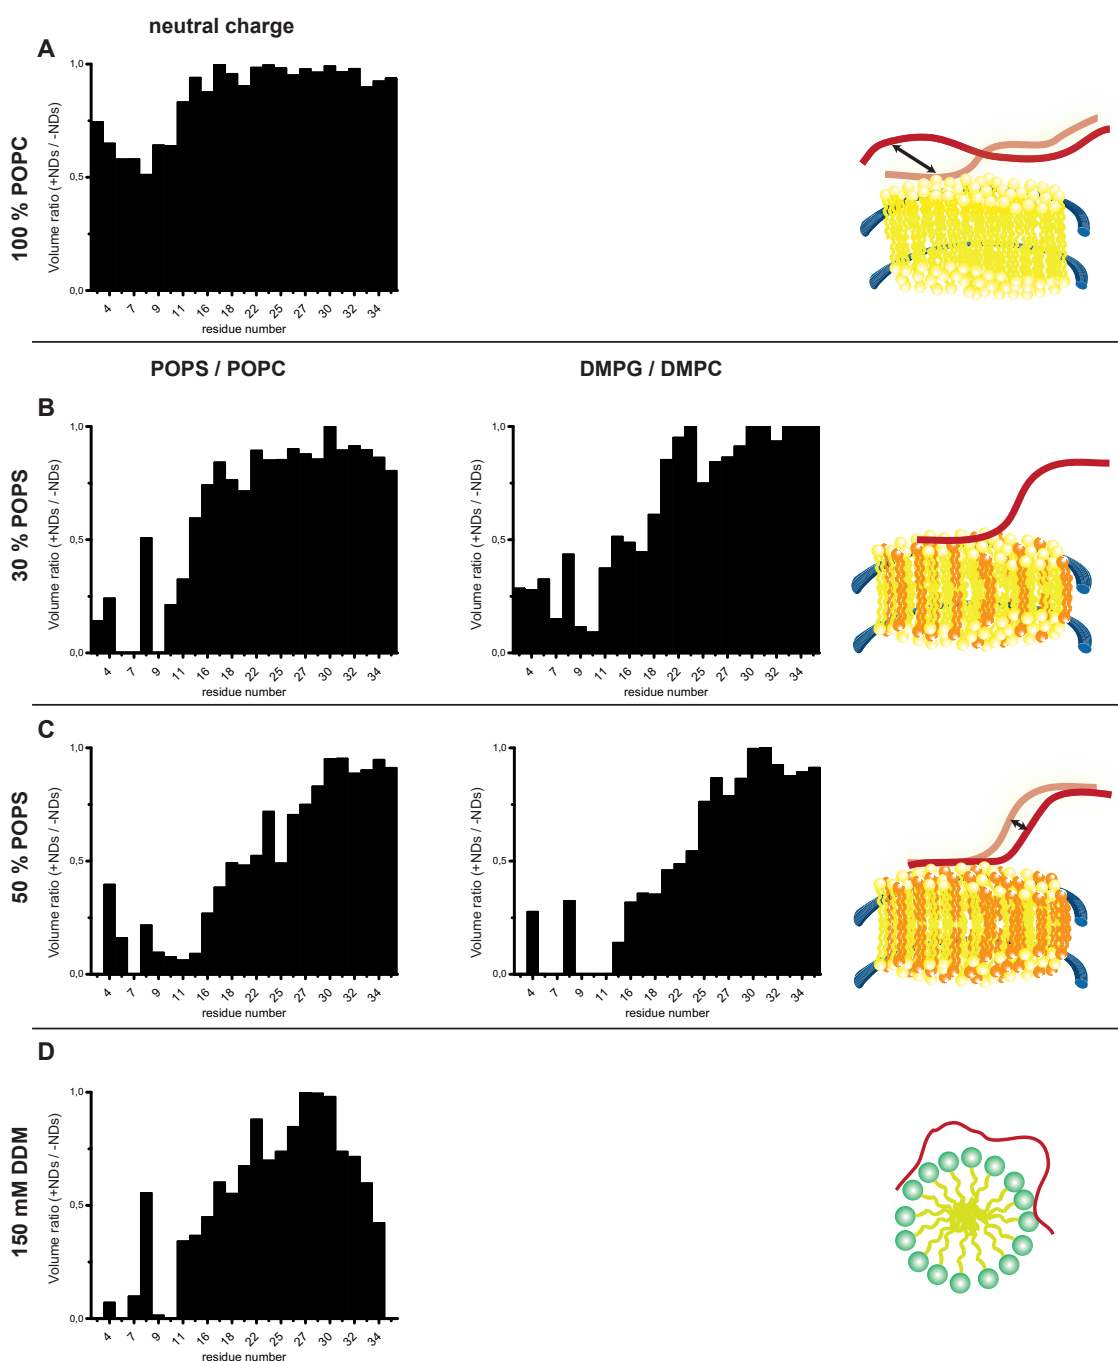 neutral charge
A
100 % POPC
Volume ratio (+NDs / -NDs)
1,0
0,5
0,0
4 7 9 11 16 18 22 25 27 30 32 34
residue number
POPS / POPC
DMPG / DMPC
B
30 % POPS
Volume ratio (+NDs / -NDs)
1,0
0,5
0,0
4 7 9 11 16 18 22 25 27 30 32 34
residue number
Volume ratio (+NDs / -NDs)
1,0
0,5
0,0
4 7 9 11 16 18 22 25 27 30 32 34
residue number
C
50 % POPS
Volume ratio (+NDs / -NDs)
1,0
0,5
0,0
4 7 9 11 16 18 22 25 27 30 32 34
residue number
Volume ratio (+NDs / -NDs)
1,0
0,5
0,0
4 7 9 11 16 18 22 25 27 30 32 34
residue number
D
150 mM DDM
Volume ratio (+NDs / -NDs)
1,0
0,5
0,0
4 7 9 11 16 18 22 25 27 30 32 34
residue number